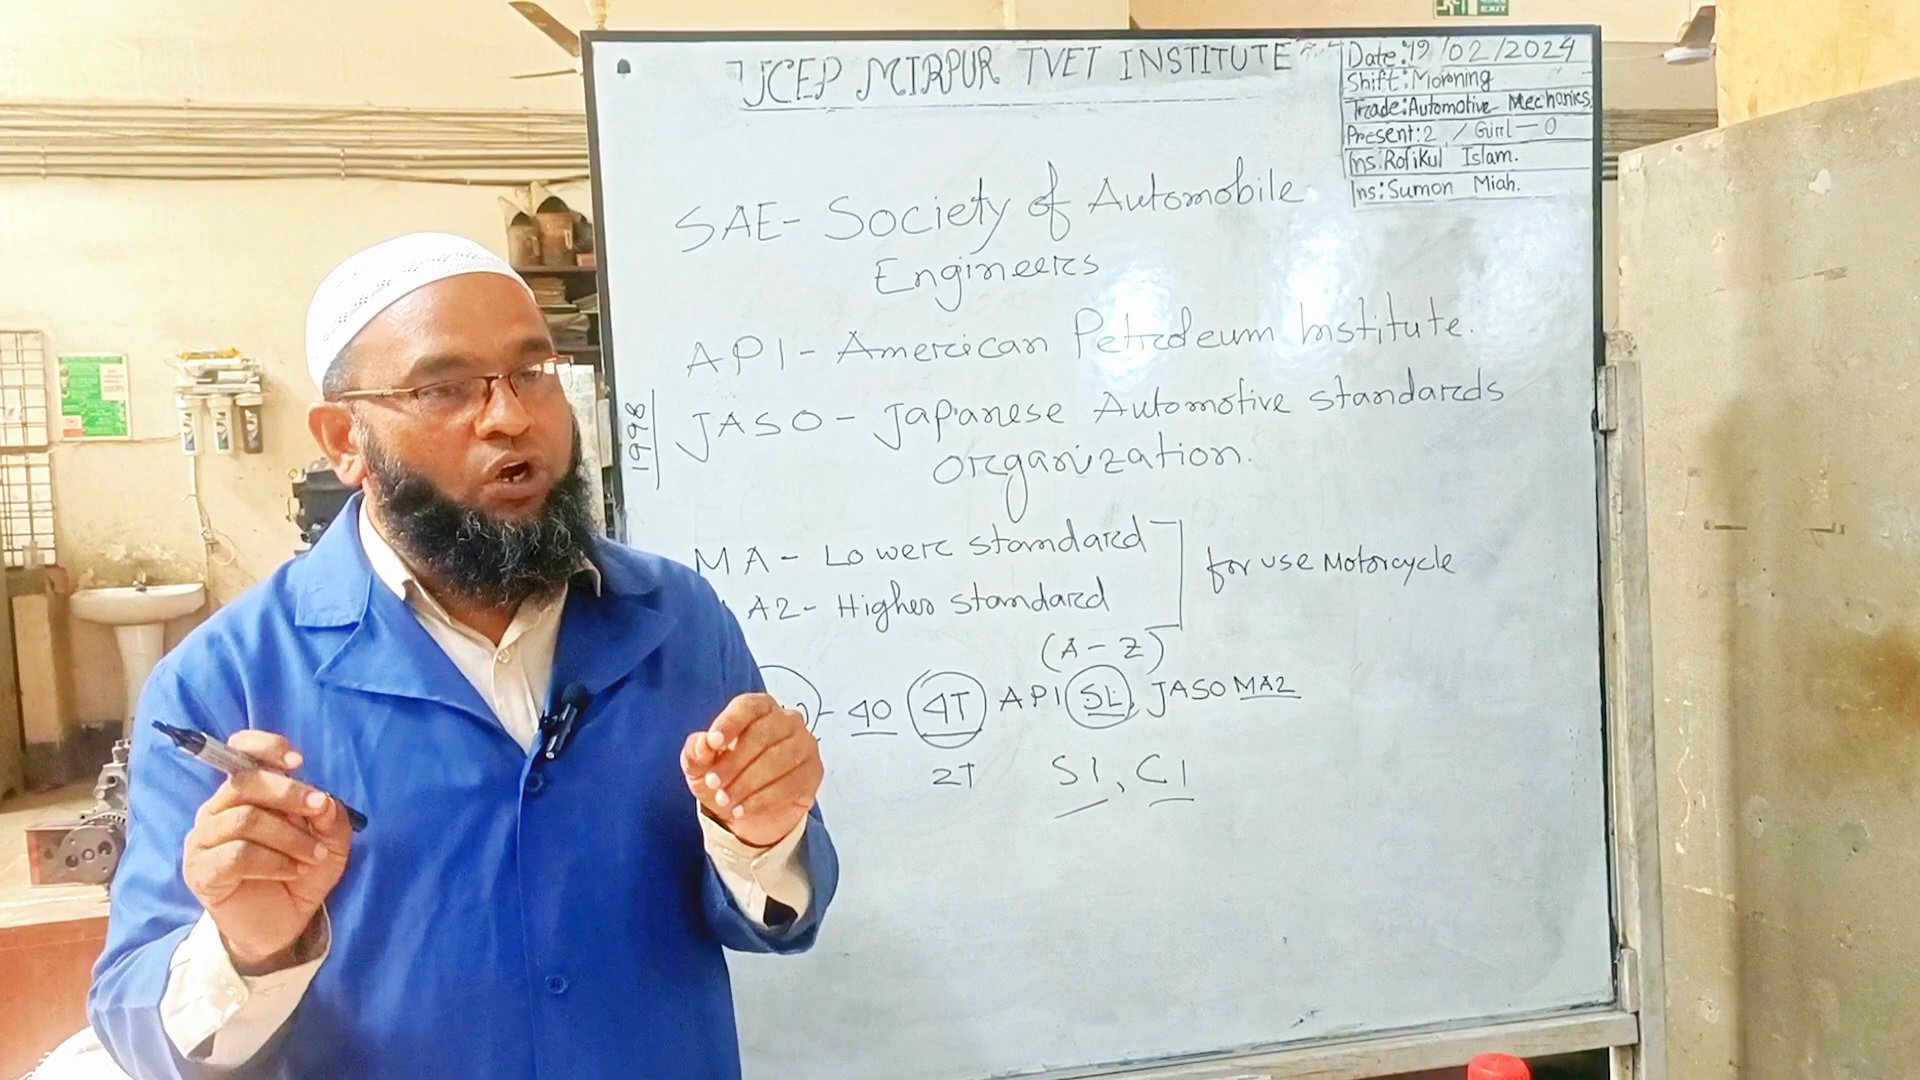 UCEP MIRPUR TVET INSTITUTE
Date: 19/02/2024
Shift: Morning
Trade: Automotive Mechanics
Present: 2 / Girl - 0
Ins: Rofikul Islam.
Ins: Sumon Miah.
SAE- Society of Automobile
Engineers
API - American Petroleum Institute.
1998
JASO - Japanese Automotive standards
organization.
MA - Lower standard
A2 - Higher standard
for use Motorcycle
(A - Z)
- 40 4T API SL, JASO MA2
2T S1, C1
EXIT